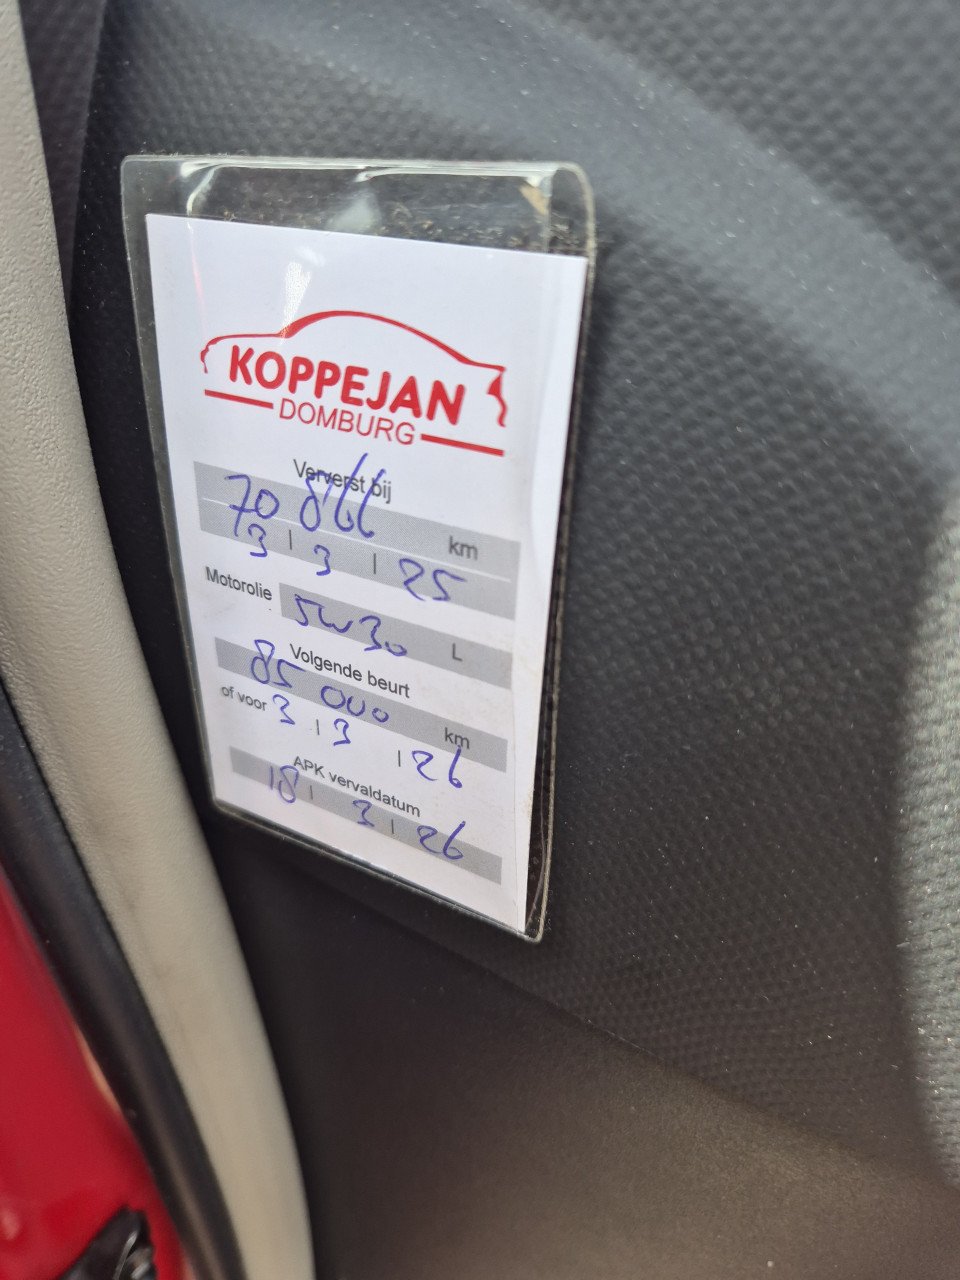 KOPPEJAN
DOMBURG
Ververst bij
70 866 km
3 | 3 | 25
Motorolie 5W30 L
Volgende beurt
85 000 km
of voor 3 | 3 | 26
APK vervaldatum
18 | 3 | 26